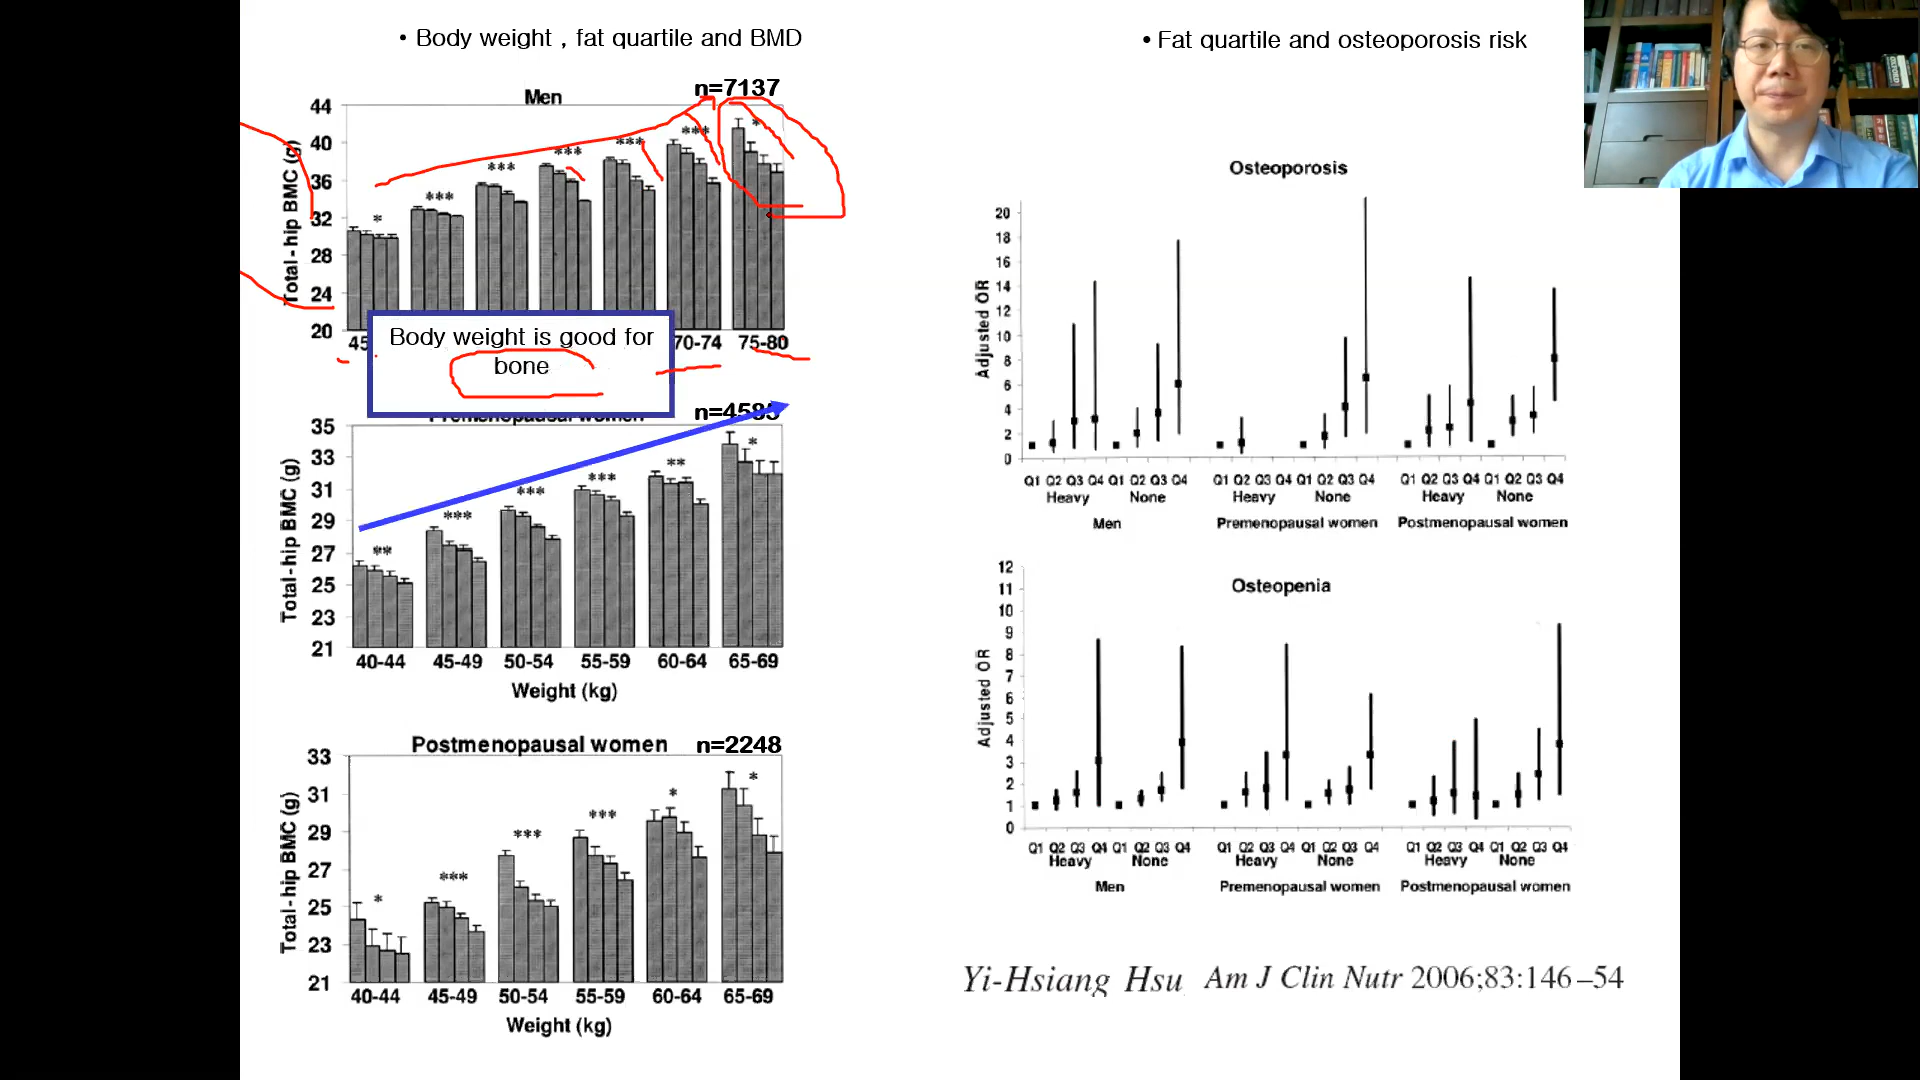 • Body weight , fat quartile and BMD
Men
n=7137
Total-hip BMC (g)
44
40
36
32
28
24
20
*
***
***
***
***
***
*
45
70-74
75-80
Body weight is good for
bone
Premenopausal women
n=4585
Total-hip BMC (g)
35
33
31
29
27
25
23
21
**
***
***
***
**
*
40-44 45-49 50-54 55-59 60-64 65-69
Weight (kg)
Postmenopausal women
n=2248
Total-hip BMC (g)
33
31
29
27
25
23
21
*
***
***
***
*
*
40-44 45-49 50-54 55-59 60-64 65-69
Weight (kg)
• Fat quartile and osteoporosis risk
Osteoporosis
Adjusted OR
20
18
16
14
12
10
8
6
4
2
0
Q1 Q2 Q3 Q4 Q1 Q2 Q3 Q4 Q1 Q2 Q3 Q4 Q1 Q2 Q3 Q4 Q1 Q2 Q3 Q4 Q1 Q2 Q3 Q4
Heavy None Heavy None Heavy None
Men Premenopausal women Postmenopausal women
Osteopenia
Adjusted OR
12
11
10
9
8
7
6
5
4
3
2
1
0
Q1 Q2 Q3 Q4 Q1 Q2 Q3 Q4 Q1 Q2 Q3 Q4 Q1 Q2 Q3 Q4 Q1 Q2 Q3 Q4 Q1 Q2 Q3 Q4
Heavy None Heavy None Heavy None
Men Premenopausal women Postmenopausal women
Yi-Hsiang Hsu Am J Clin Nutr 2006;83:146–54